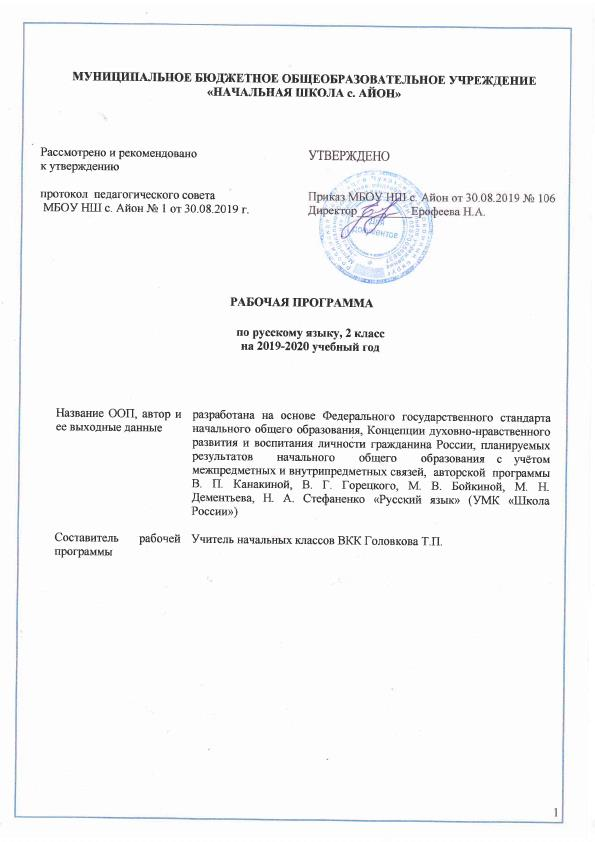 МУНИЦИПАЛЬНОЕ БЮДЖЕТНОЕ ОБЩЕОБРАЗОВАТЕЛЬНОЕ УЧРЕЖДЕНИЕ
«НАЧАЛЬНАЯ ШКОЛА с. АЙОН»
Рассмотрено и рекомендовано
к утверждению
протокол педагогического совета
МБОУ НШ с. Айон № 1 от 30.08.2019 г.
УТВЕРЖДЕНО
Приказ МБОУ НШ с. Айон от 30.08.2019 № 106
Директор Ерофеева Н.А.
для
документов
РАБОЧАЯ ПРОГРАММА
по русскому языку, 2 класс
на 2019-2020 учебный год
Название ООП, автор и
ее выходные данные
разработана на основе Федерального государственного стандарта
начального общего образования, Концепции духовно-нравственного
развития и воспитания личности гражданина России, планируемых
результатов начального общего образования с учётом
межпредметных и внутрипредметных связей, авторской программы
В. П. Канакиной, В. Г. Горецкого, М. В. Бойкиной, М. Н.
Дементьева, Н. А. Стефаненко «Русский язык» (УМК «Школа
России»)
Составитель рабочей
программы
Учитель начальных классов ВКК Головкова Т.П.
1